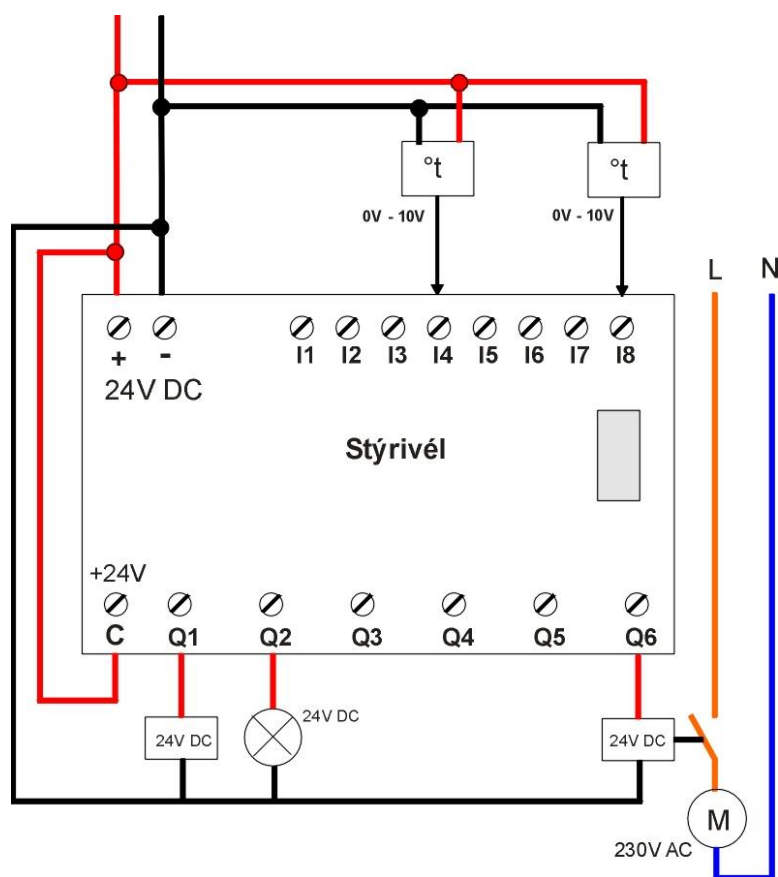 °t
°t
0V - 10V
0V - 10V
L
N
+
-
I1
I2
I3
I4
I5
I6
I7
I8
24V DC
Stýrivél
+24V
C
Q1
Q2
Q3
Q4
Q5
Q6
24V DC
24V DC
24V DC
M
230V AC